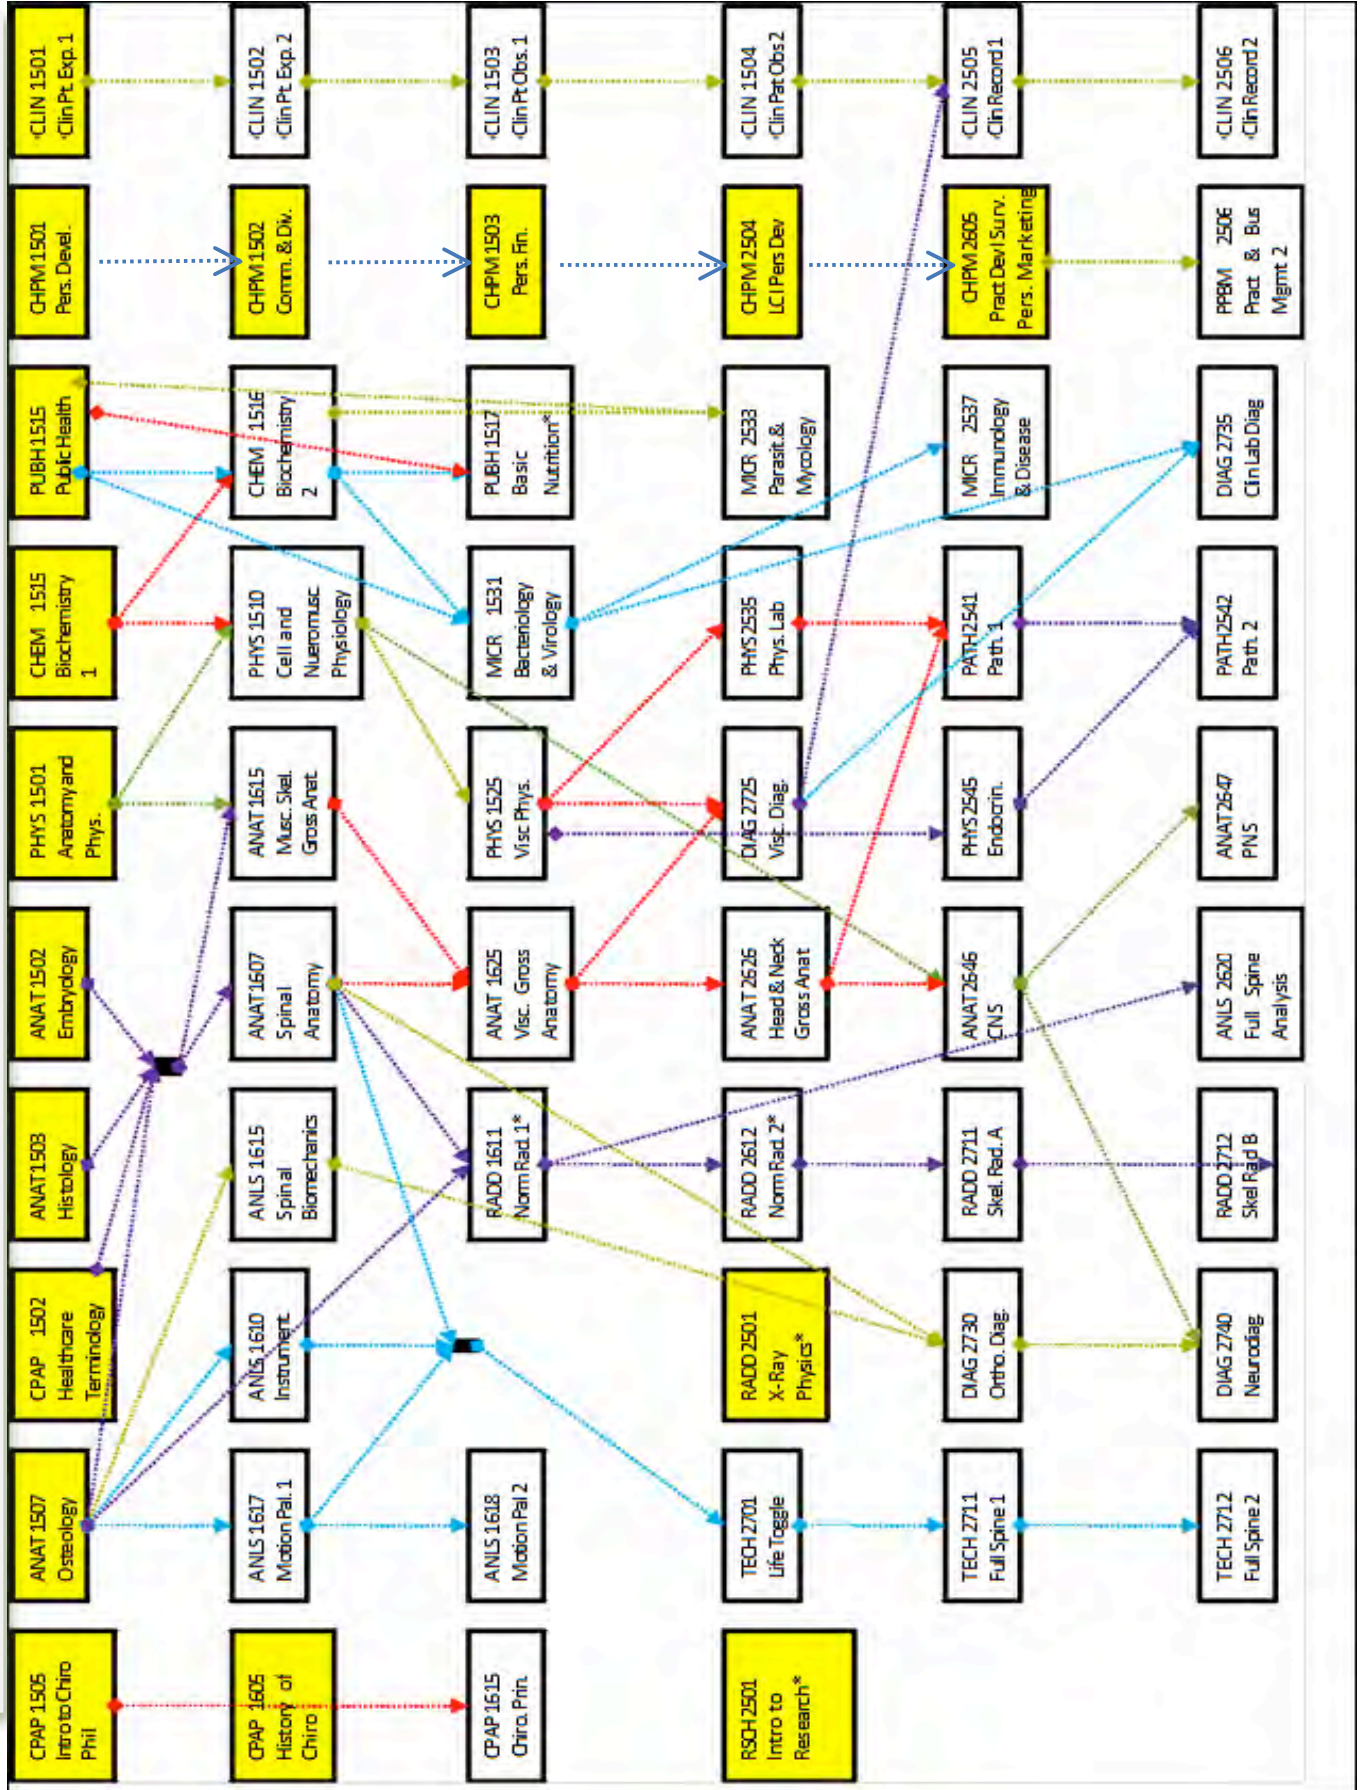 CPAP 1505
Intro to Chiro
Phil
ANAT 1507
Osteology
CPAP 1502
Healthcare
Terminology
ANAT 1503
Histology
ANAT 1502
Embryology
PHYS 1501
Anatomy and
Phys.
CHEM 1515
Biochemistry
1
PUBH 1515
Public Health
CHPM 1501
Pers. Devel.
CLIN 1501
Clin Pt. Exp. 1
CPAP 1605
History of
Chiro
ANLS 1617
Motion Pal. 1
ANLS 1610
Instrument.
ANLS 1615
Spinal
Biomechanics
ANAT 1607
Spinal
Anatomy
ANAT 1615
Musc. Skel.
Gross Anat.
PHYS 1510
Cell and
Nueromusc.
Physiology
CHEM 1516
Biochemistry
2
CHPM 1502
Comm. & Div.
CLIN 1502
Clin Pt. Exp. 2
CPAP 1615
Chiro. Prin.
ANLS 1618
Motion Pal 2
RADD 1611
Norm Rad. 1*
ANAT 1625
Visc. Gross
Anatomy
PHYS 1525
Visc Phys.
MICR 1531
Bacteriology
& Virology
PUBH 1517
Basic
Nutrition*
CHPM 1503
Pers. Fin.
CLIN 1503
Clin Pt Obs. 1
RSCH 2501
Intro to
Research*
TECH 2701
Life Toggle
RADD 2501
X-Ray
Physics*
RADD 2612
Norm Rad. 2*
ANAT 2626
Head & Neck
Gross Anat
DIAG 2725
Visc. Diag.
PHYS 2535
Phys. Lab
MICR 2533
Parasit. &
Mycology
CHPM 2504
LCI Pers Dev
CLIN 1504
Clin Pat Obs 2
TECH 2711
Full Spine 1
DIAG 2730
Ortho. Diag.
RADD 2711
Skel. Rad. A
ANAT 2646
CNS
PHYS 2545
Endocrin.
PATH 2541
Path. 1
MICR 2537
Immunology
& Disease
CHPM 2605
Pract Devl Surv.
Pers. Marketing
CLIN 2505
Clin Record 1
TECH 2712
Full Spine 2
DIAG 2740
Neurodiag.
RADD 2712
Skel Rad B
ANLS 2620
Full Spine
Analysis
ANAT 2647
PNS
PATH 2542
Path. 2
DIAG 2735
Clin Lab Diag
PPBM 2506
Pract & Bus
Mgmt. 2
CLIN 2506
Clin Record 2